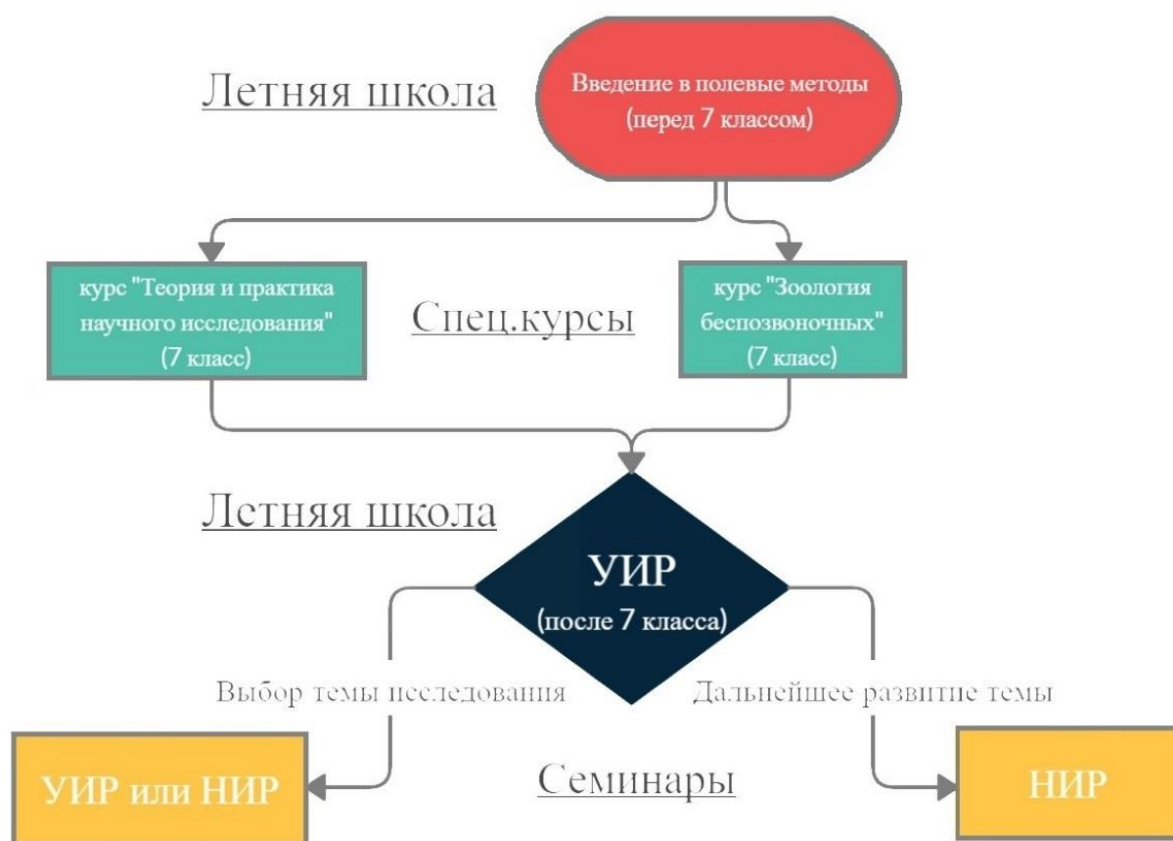 Летняя школа
Введение в полевые методы
(перед 7 классом)
курс "Теория и практика
научного исследования"
(7 класс)
Спец.курсы
курс "Зоология
беспозвоночных"
(7 класс)
Летняя школа
УИР
(после 7 класса)
Выбор темы исследования
Дальнейшее развитие темы
УИР или НИР
Семинары
НИР